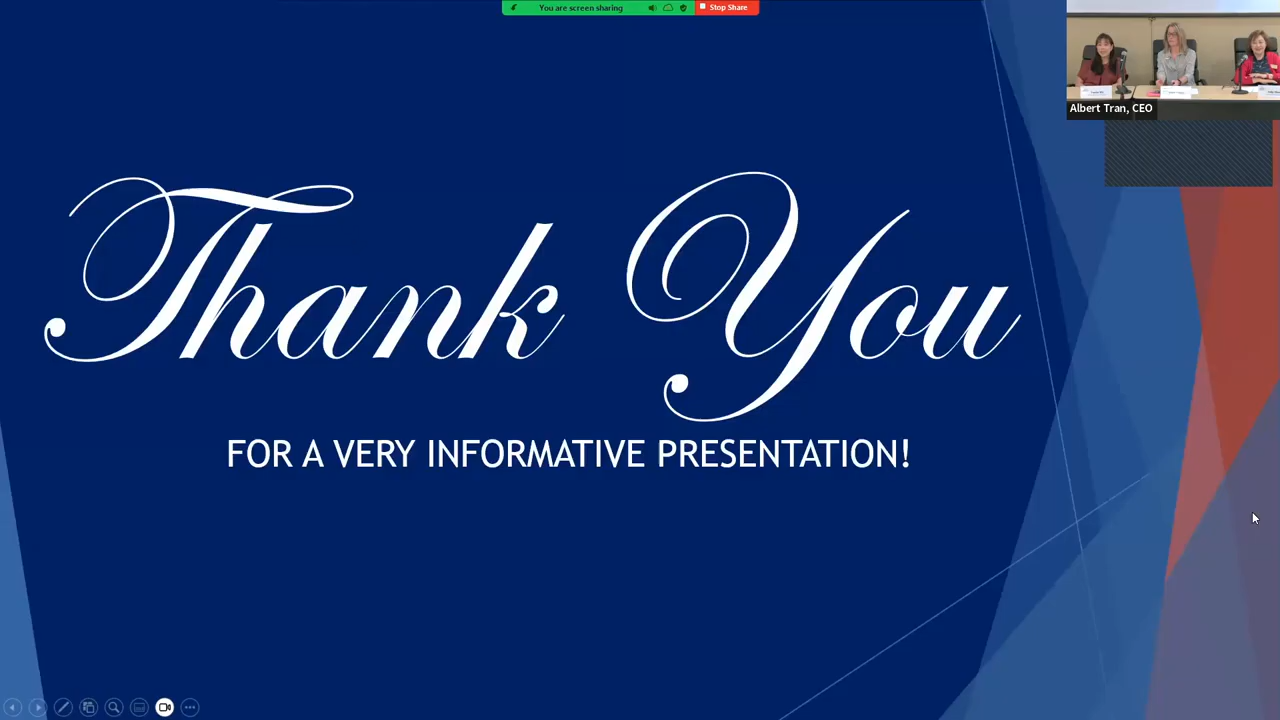 You are screen sharing
Stop Share
Albert Tran, CEO
Thank You
FOR A VERY INFORMATIVE PRESENTATION!